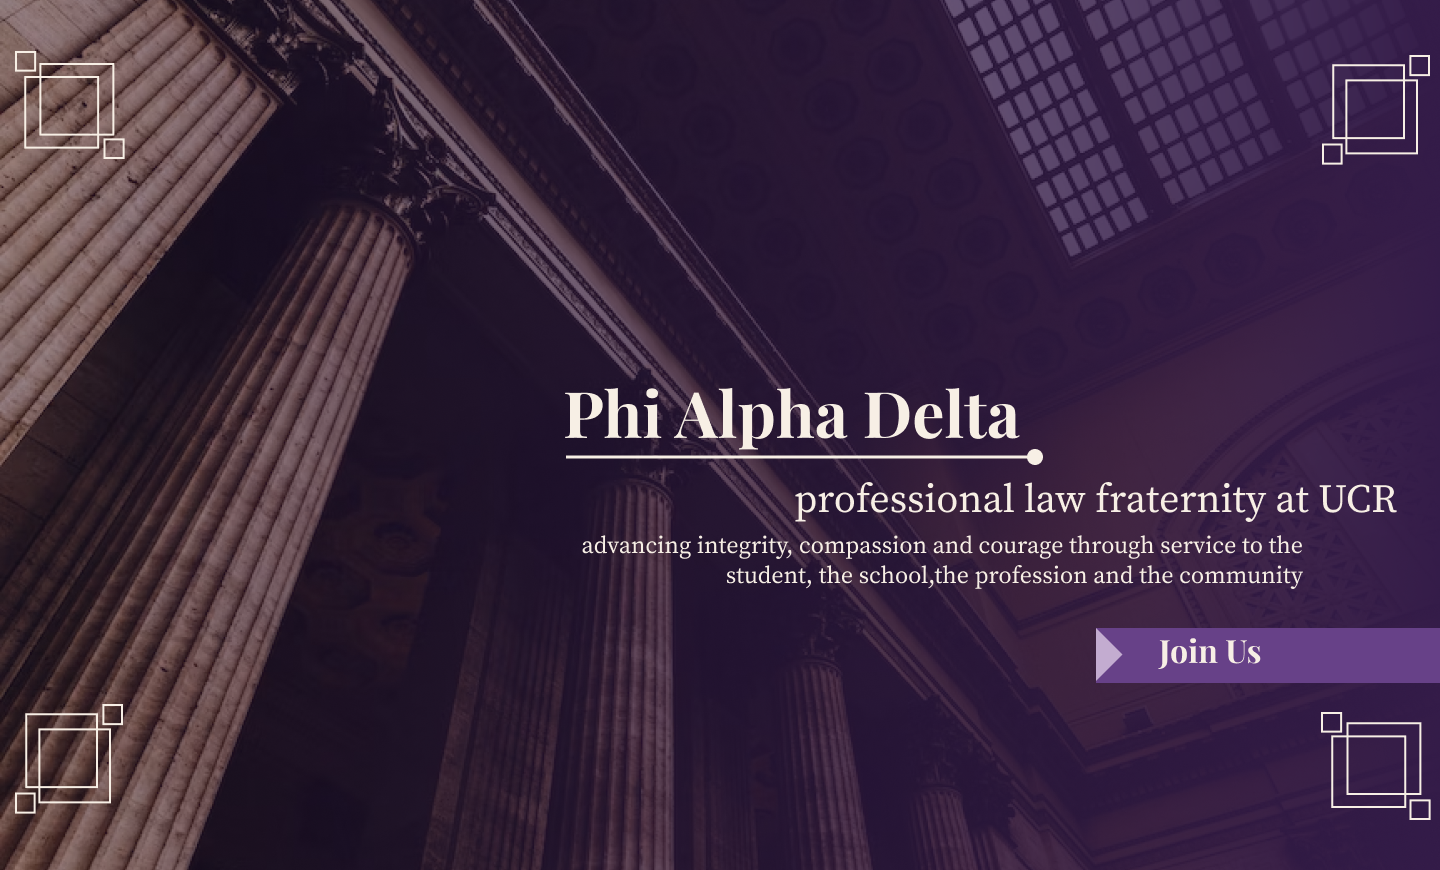 Phi Alpha Delta
professional law fraternity at UCR
advancing integrity, compassion and courage through service to the
student, the school,the profession and the community
Join Us